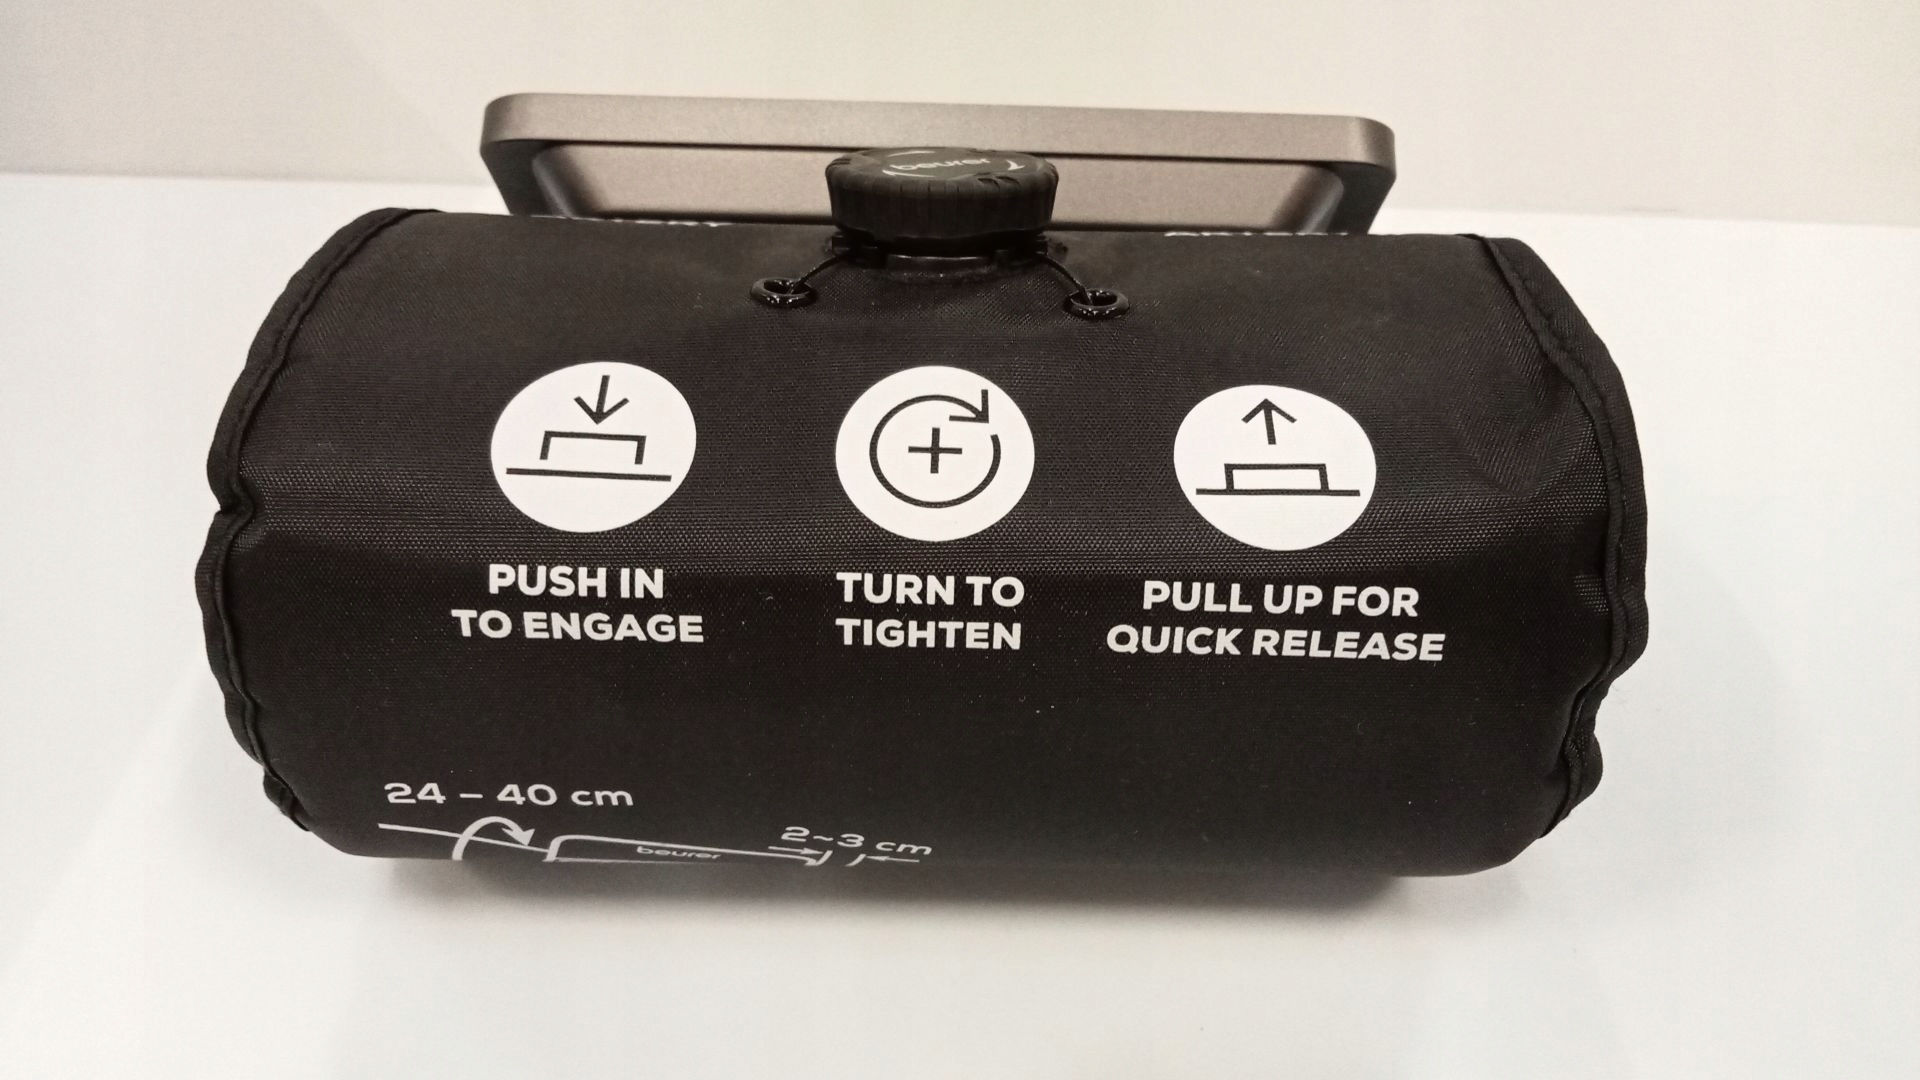 beurer
PUSH IN
TO ENGAGE
TURN TO
TIGHTEN
PULL UP FOR
QUICK RELEASE
24 – 40 cm
2~3 cm
beurer